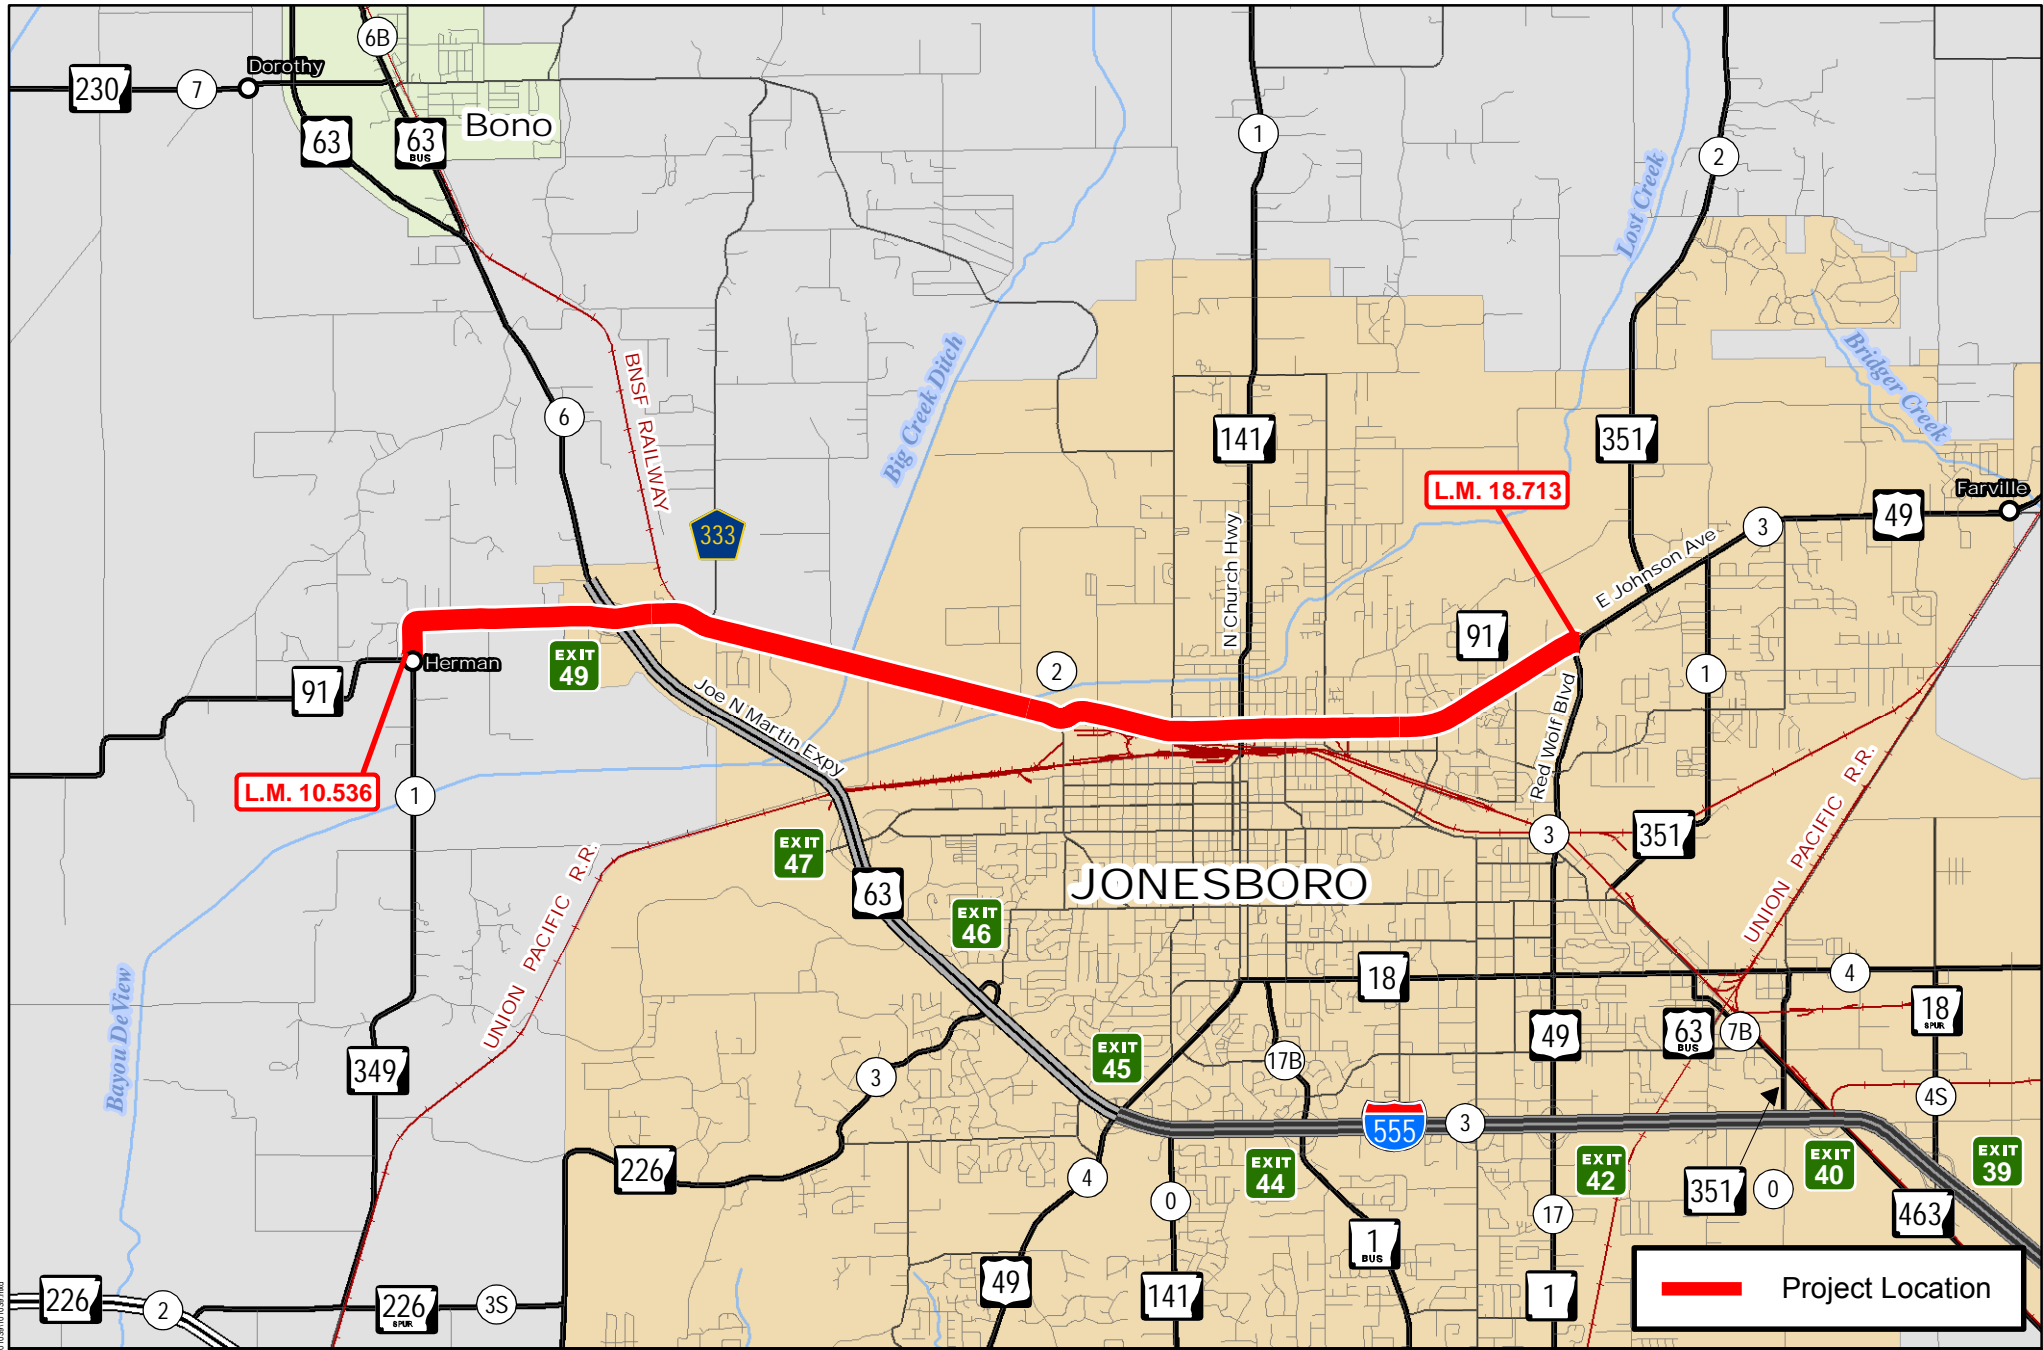 6B
Dorothy
230
7
63
63
BUS
Bono
1
2
Lost Creek
Bridger Creek
BNSF RAILWAY
Big Creek Ditch
6
141
351
L.M. 18.713
Farville
49
3
333
N Church Hwy
E Johnson Ave
91
EXIT
49
Herman
2
1
91
Joe N Martin Expy
Red Wolf Blvd
L.M. 10.536
1
UNION PACIFIC R.R.
EXIT
47
3
351
UNION PACIFIC R.R.
63
JONESBORO
EXIT
46
18
4
Bayou DeView
18
SPUR
49
63
BUS
7B
EXIT
45
17B
349
3
4S
555
3
226
4
0
EXIT
44
EXIT
42
351
0
EXIT
40
EXIT
39
463
17
1
BUS
49
141
1
226
2
226
SPUR
3S
Project Location